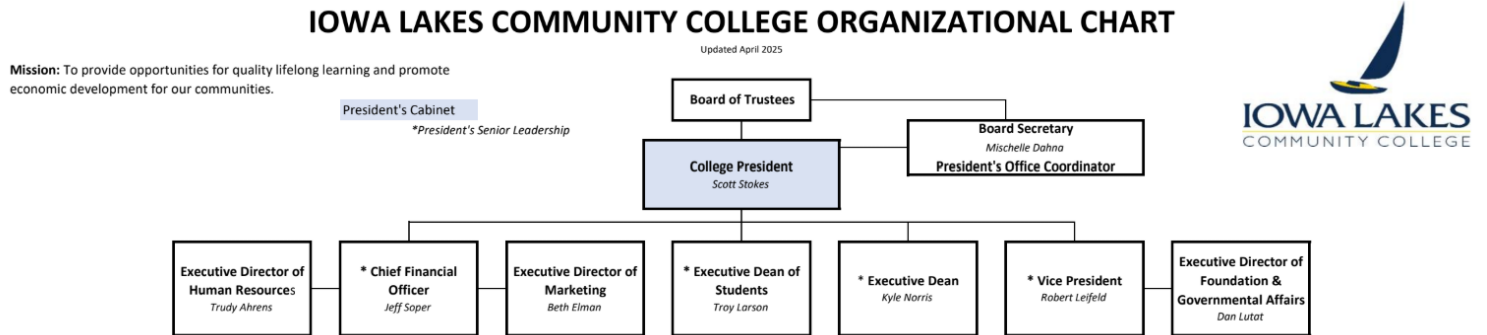 IOWA LAKES COMMUNITY COLLEGE ORGANIZATIONAL CHART
Updated April 2025
Mission: To provide opportunities for quality lifelong learning and promote
economic development for our communities.
President's Cabinet
*President's Senior Leadership
IOWA LAKES
COMMUNITY COLLEGE
Board of Trustees
Board Secretary
Mischelle Dahna
President's Office Coordinator
College President
Scott Stokes
Executive Director of
Human Resources
Trudy Ahrens
* Chief Financial
Officer
Jeff Soper
Executive Director of
Marketing
Beth Elman
* Executive Dean of
Students
Troy Larson
* Executive Dean
Kyle Norris
* Vice President
Robert Leifeld
Executive Director of
Foundation &
Governmental Affairs
Dan Lutat